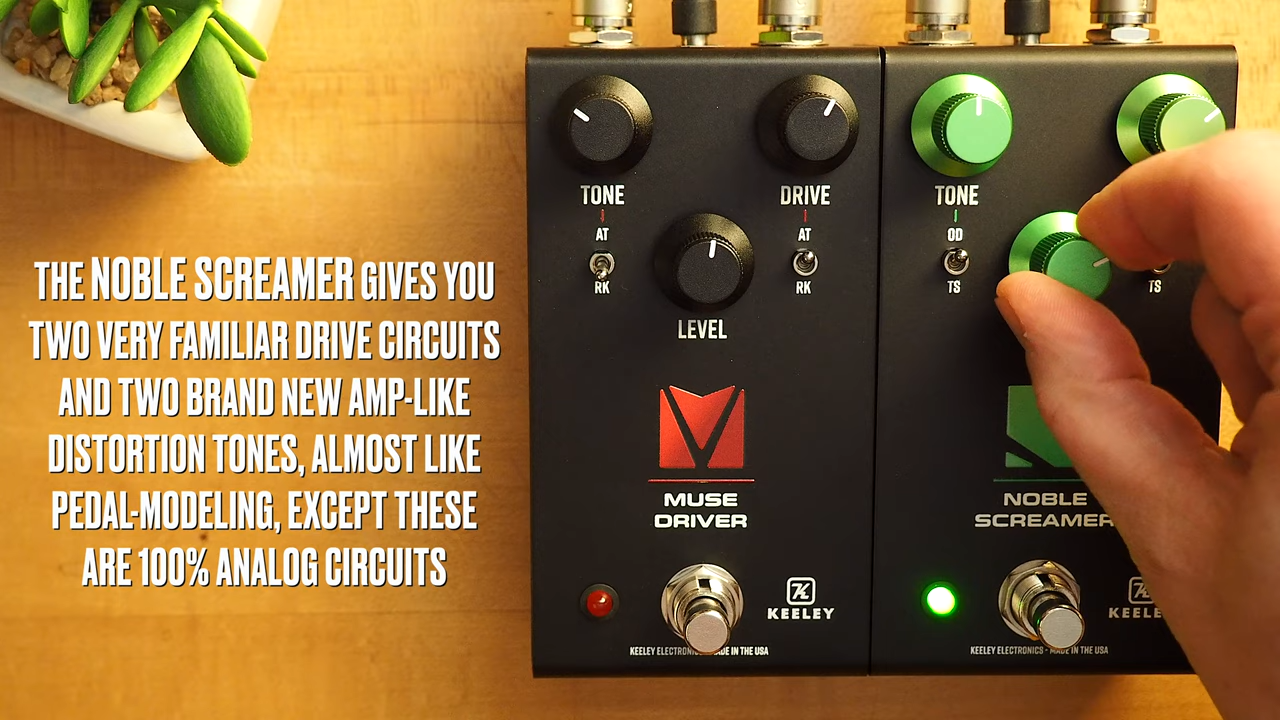 THE NOBLE SCREAMER GIVES YOU
TWO VERY FAMILIAR DRIVE CIRCUITS
AND TWO BRAND NEW AMP-LIKE
DISTORTION TONES, ALMOST LIKE
PEDAL-MODELING, EXCEPT THESE
ARE 100% ANALOG CIRCUITS
TONE
DRIVE
AT
AT
RK
RK
LEVEL
MUSE
DRIVER
KEELEY
TONE
OD
TS
TS
NOBLE
SCREAMER
KEELEY ELECTRONICS - MADE IN THE USA